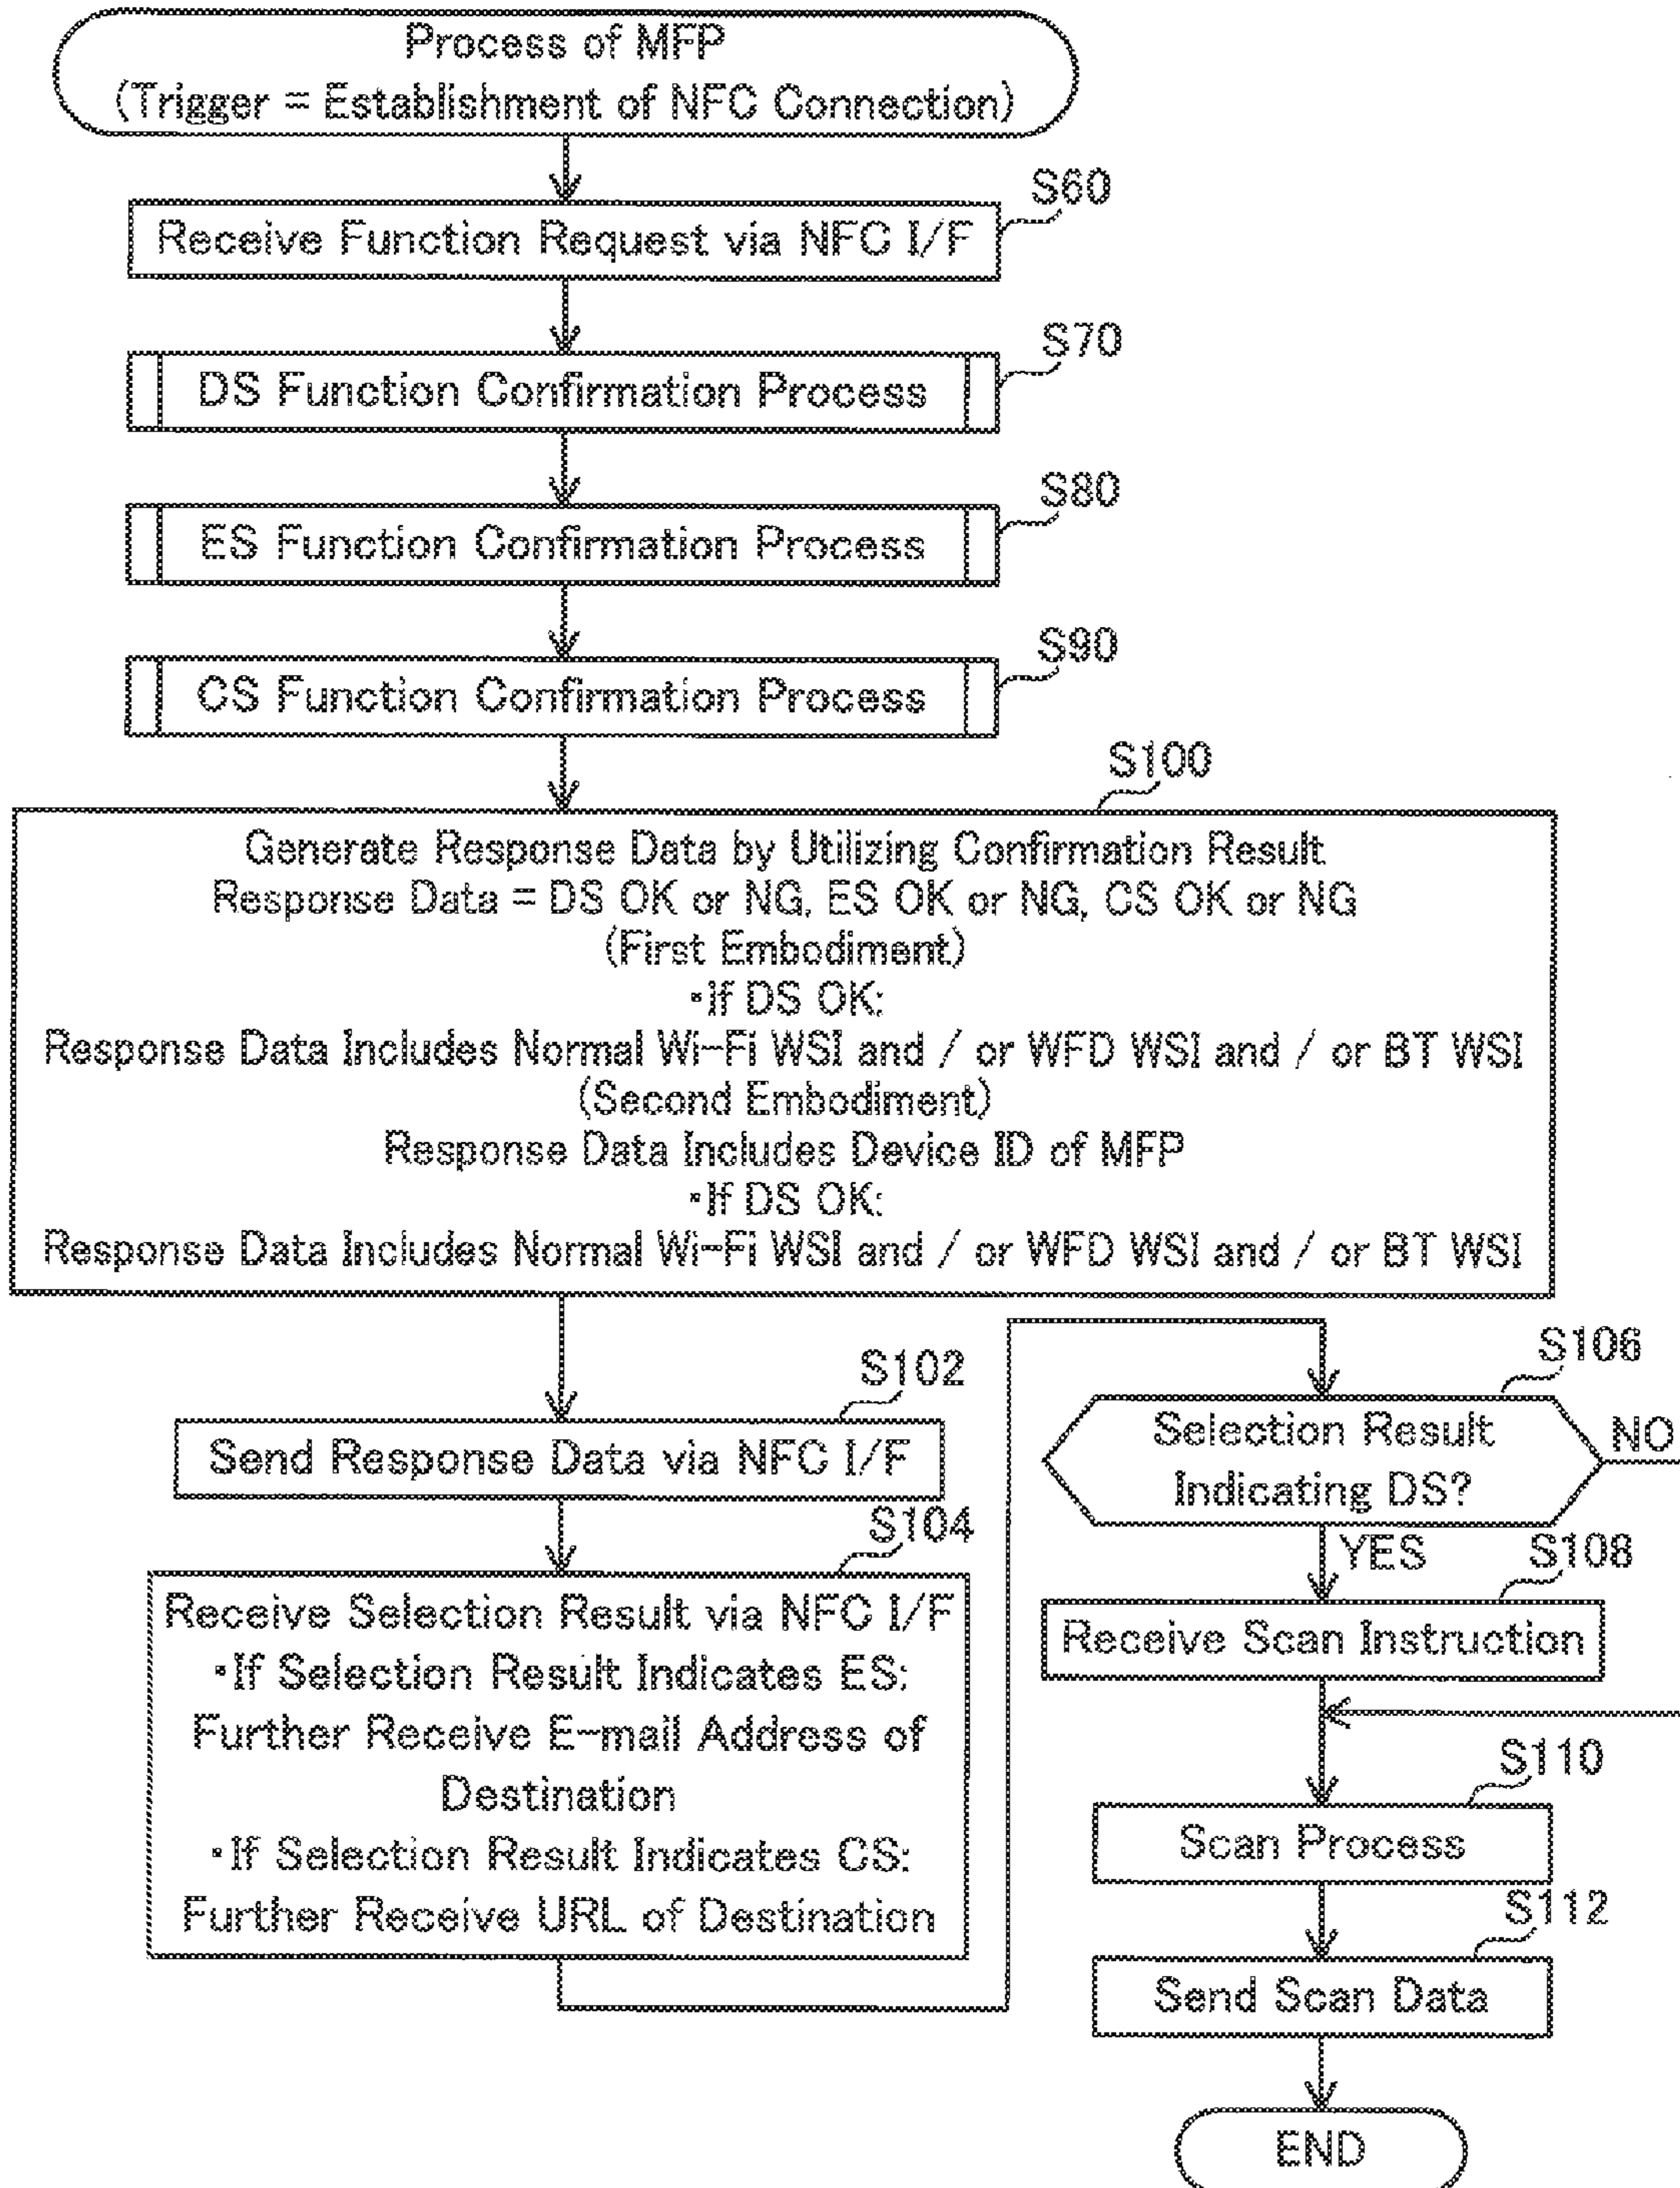 Process of MFP
(Trigger = Establishment of NFC Connection)
S60
Receive Function Request via NFC I/F
S70
DS Function Confirmation Process
S80
ES Function Confirmation Process
S90
CS Function Confirmation Process
S100
Generate Response Data by Utilizing Confirmation Result
Response Data = DS OK or NG, ES OK or NG, CS OK or NG
(First Embodiment)
・If DS OK:
Response Data Includes Normal Wi-Fi WSI and / or WFD WSI and / or BT WSI
(Second Embodiment)
Response Data Includes Device ID of MFP
・If DS OK:
Response Data Includes Normal Wi-Fi WSI and / or WFD WSI and / or BT WSI
S102
Send Response Data via NFC I/F
S104
Receive Selection Result via NFC I/F
・If Selection Result Indicates ES:
Further Receive E-mail Address of
Destination
・If Selection Result Indicates CS:
Further Receive URL of Destination
S106
Selection Result
Indicating DS?
NO
YES
S108
Receive Scan Instruction
S110
Scan Process
S112
Send Scan Data
END